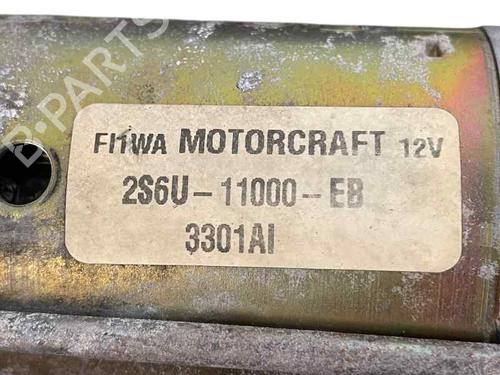 B-PARTS
FI1WA MOTORCRAFT 12V
2S6U-11000-EB
3301AI